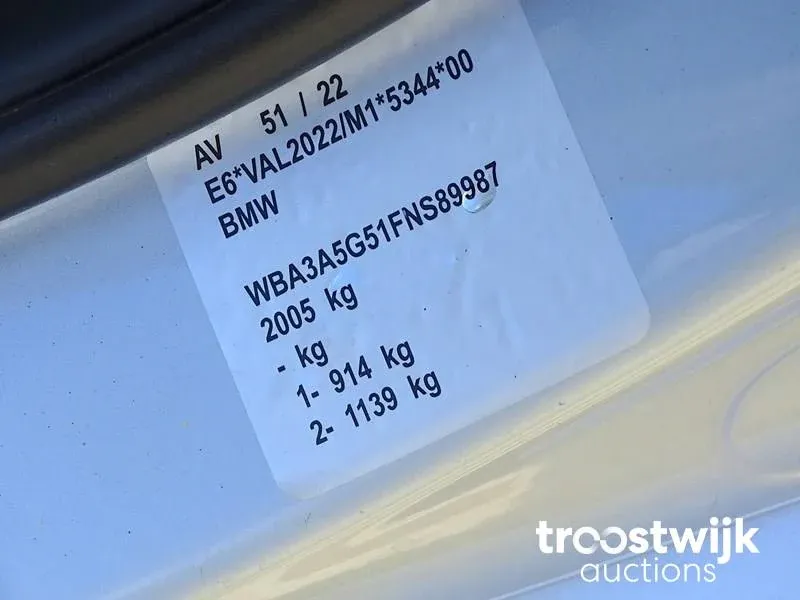 AV 51 / 22
E6*VAL2022/M1*5344*00
BMW
WBA3A5G51FNS89987
2005 kg
- kg
1- 914 kg
2- 1139 kg
troostwijk
auctions